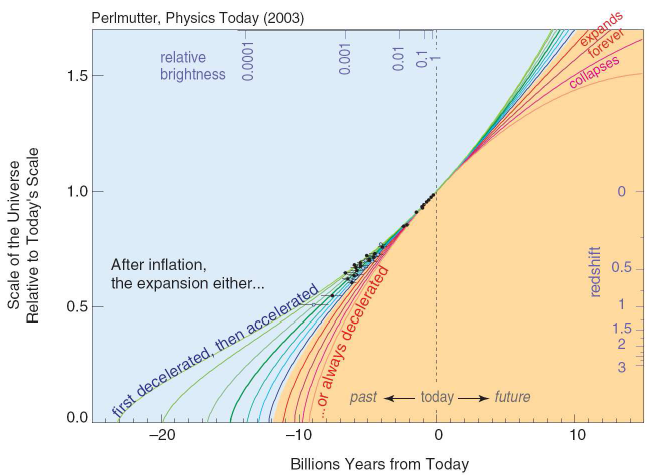 Perlmutter, Physics Today (2003)
relative
brightness
0.0001
0.001
0.01
0.1
1
expands
forever
collapses
1.5
1.0
0.5
0.0
Scale of the Universe
Relative to Today's Scale
After inflation,
the expansion either...
first decelerated, then accelerated
...or always decelerated
past
today
future
redshift
0
0.5
1
1.5
2
3
−20
−10
0
10
Billions Years from Today